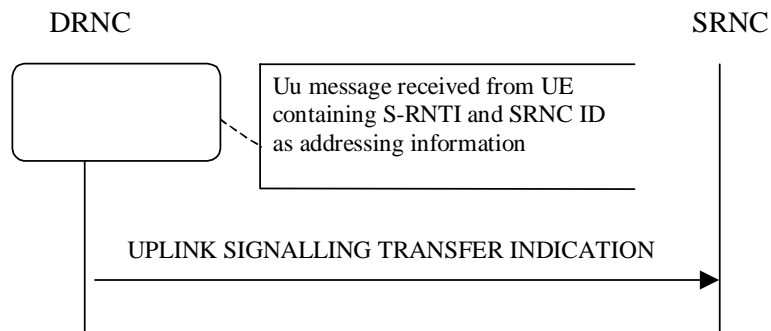 DRNC
SRNC
Uu message received from UE
containing S-RNTI and SRNC ID
as addressing information
UPLINK SIGNALLING TRANSFER INDICATION